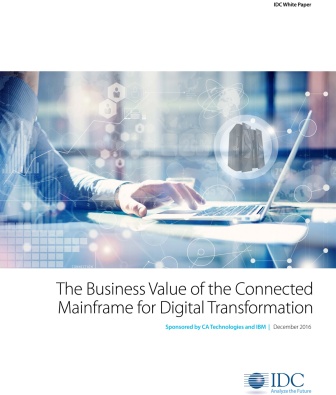 IDC White Paper
The Business Value of the Connected
Mainframe for Digital Transformation
Sponsored by CA Technologies and IBM | December 2016
IDC
Analyze the Future